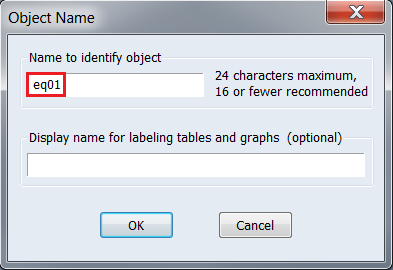 Object Name
Name to identify object
eq01
24 characters maximum,
16 or fewer recommended
Display name for labeling tables and graphs (optional)
OK
Cancel